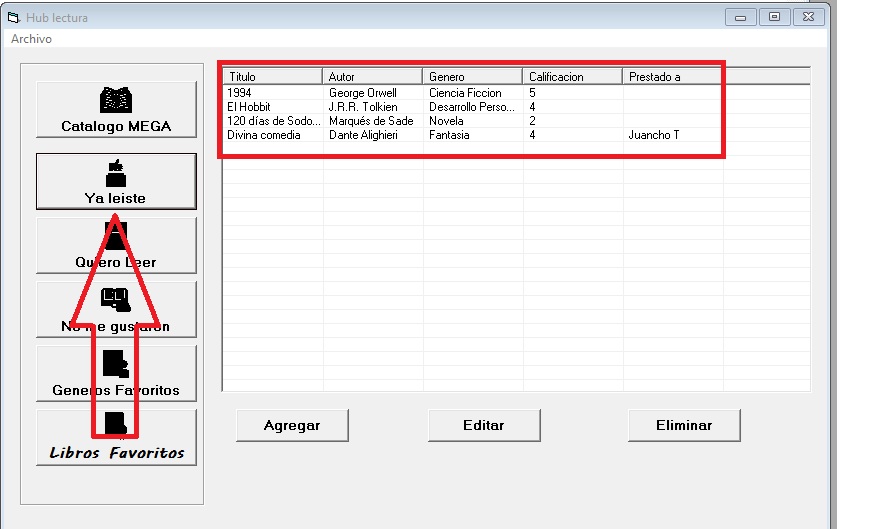 Hub lectura
Archivo
Catalogo MEGA
Ya leiste
Quiero Leer
No me gustaron
Generos Favoritos
Libros Favoritos
Titulo Autor Genero Calificacion Prestado a
1994 George Orwell Ciencia Ficcion 5
El Hobbit J.R.R. Tolkien Desarrollo Perso... 4
120 días de Sodo... Marqués de Sade Novela 2
Divina comedia Dante Alighieri Fantasia 4 Juancho T
Agregar Editar Eliminar